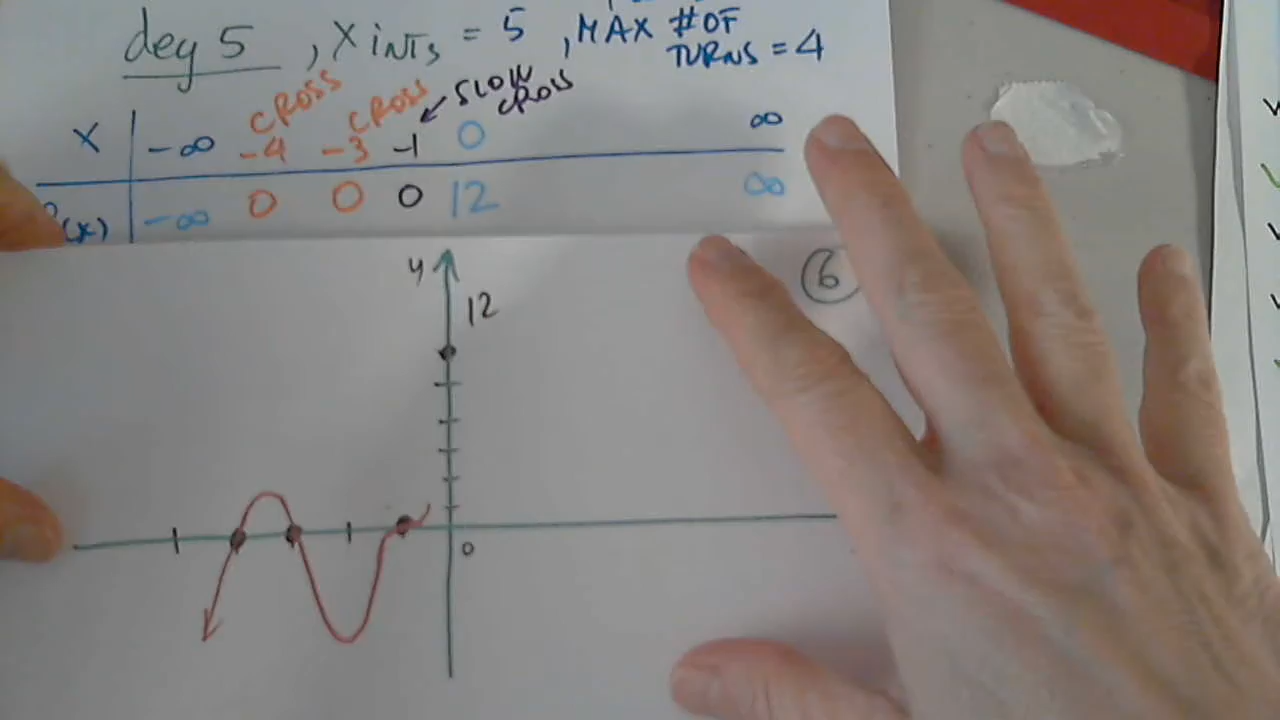 deg 5 , X iNTS = 5 , MAX # OF
TURNS = 4
CROSS CROSS SLOW
CROSS
X -∞ -4 -3 -1 0 ∞
(x) -∞ 0 0 0 12 ∞
y
12
6
0